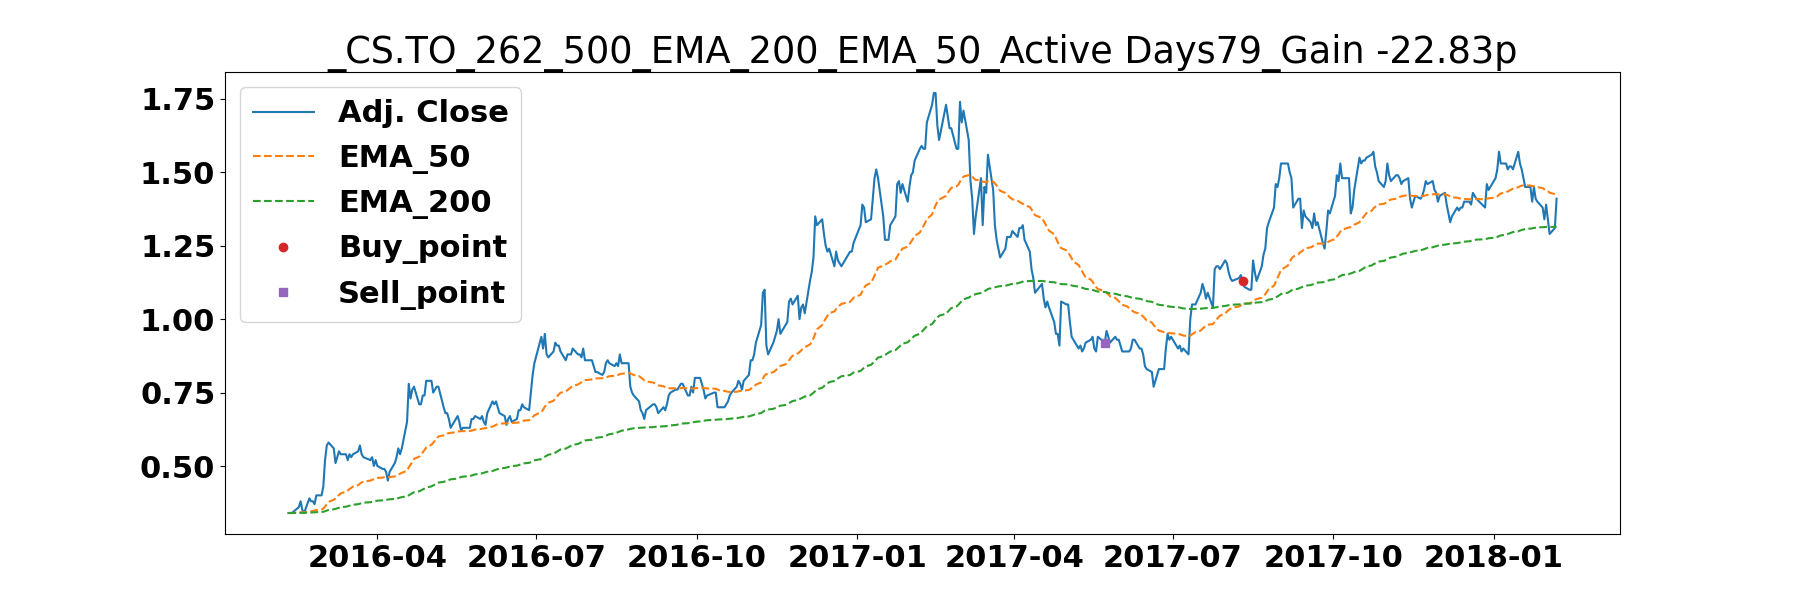 _CS.TO_262_500_EMA_200_EMA_50_Active Days79_Gain -22.83p
Adj. Close
EMA_50
EMA_200
Buy_point
Sell_point
1.75
1.50
1.25
1.00
0.75
0.50
2016-04 2016-07 2016-10 2017-01 2017-04 2017-07 2017-10 2018-01